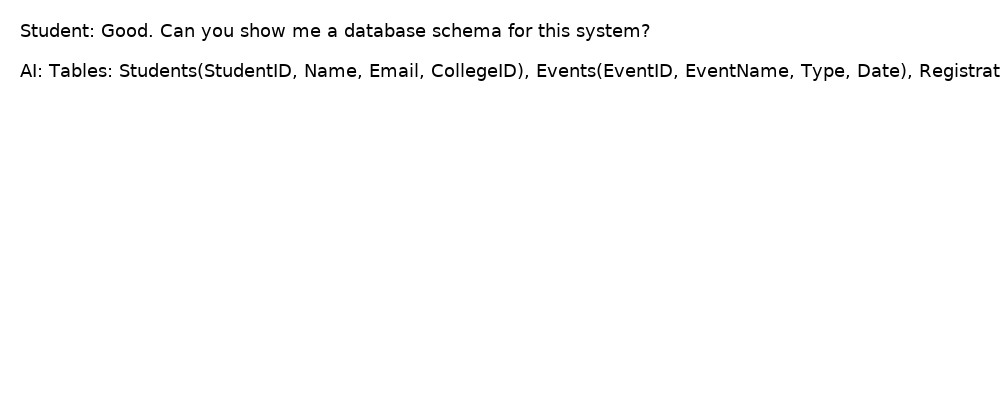 Student: Good. Can you show me a database schema for this system?
AI: Tables: Students(StudentID, Name, Email, CollegeID), Events(EventID, EventName, Type, Date), Registrat